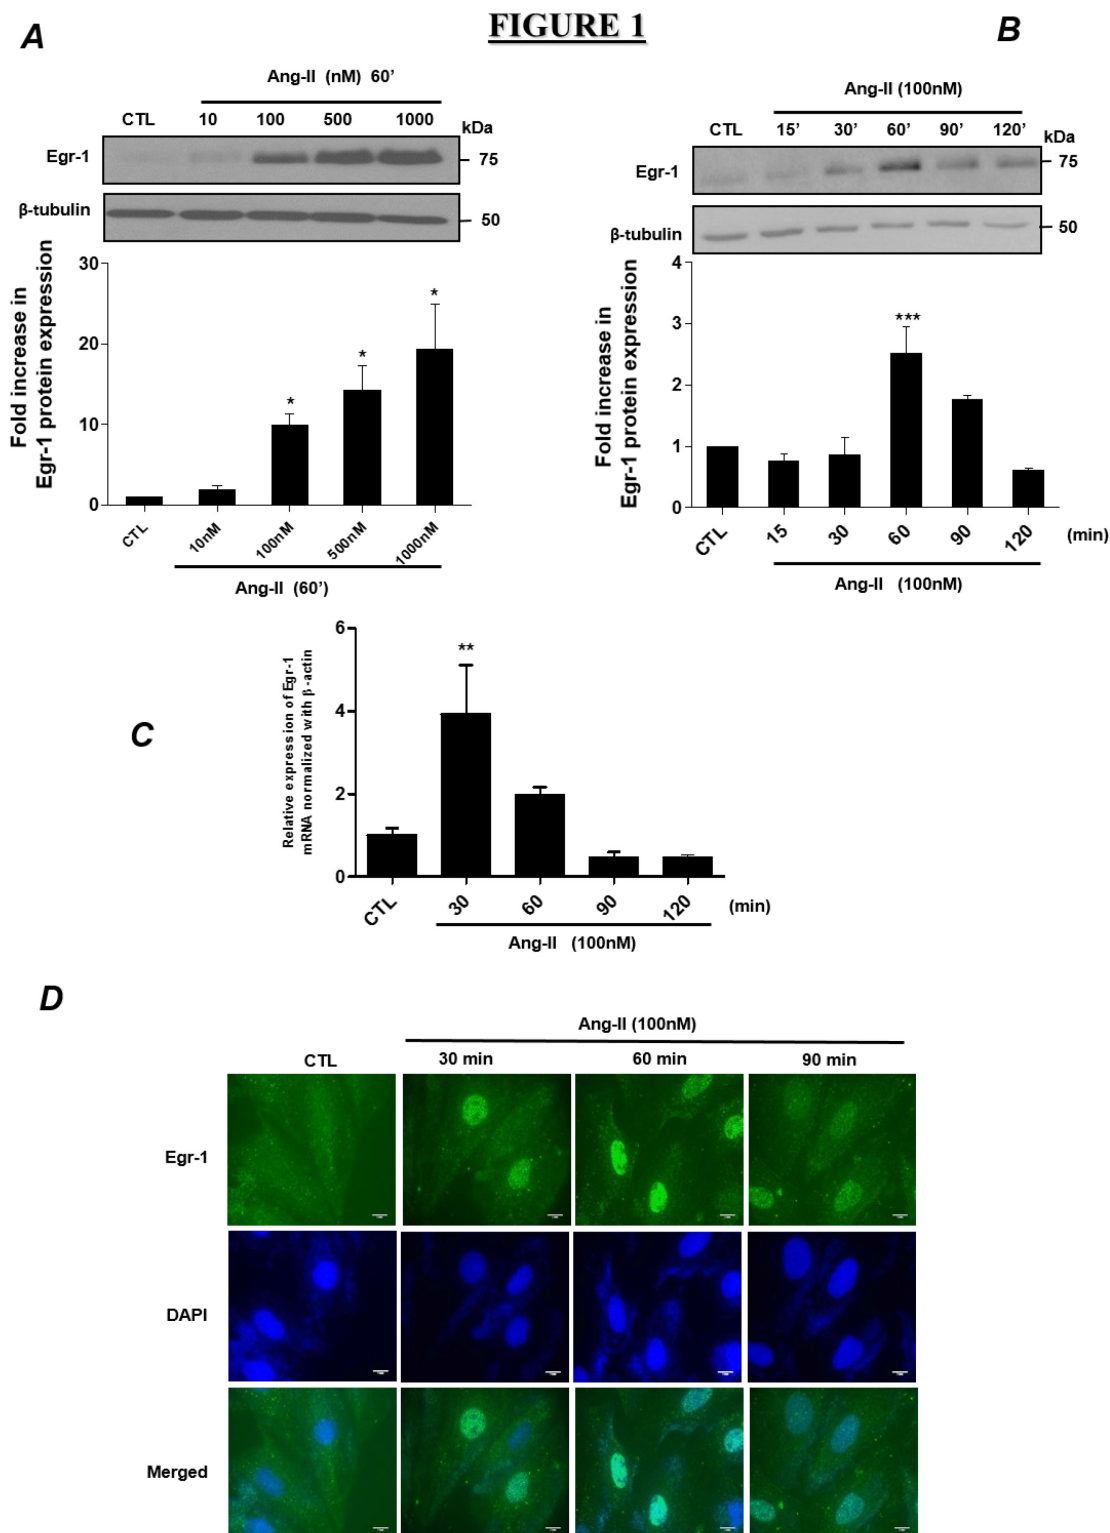 FIGURE 1
A
Ang-II (nM) 60’
CTL 10 100 500 1000 kDa
Egr-1 75
β-tubulin 50
Fold increase in
Egr-1 protein expression
30
20
10
0
* * *
CTL 10nM 100nM 500nM 1000nM
Ang-II (60’)
B
Ang-II (100nM)
CTL 15’ 30’ 60’ 90’ 120’ kDa
Egr-1 75
β-tubulin 50
Fold increase in
Egr-1 protein expression
4
3
2
1
0
***
CTL 15 30 60 90 120 (min)
Ang-II (100nM)
C
Relative expression of Egr-1
mRNA normalized with β-actin
6
4
2
0
**
CTL 30 60 90 120 (min)
Ang-II (100nM)
D
Ang-II (100nM)
CTL 30 min 60 min 90 min
Egr-1
DAPI
Merged